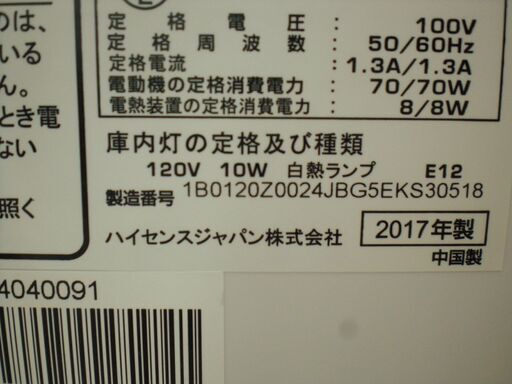 のは、
いる
ん。
とき電
ない
照く
定格電圧: 100V
定格周波数: 50/60Hz
定格電流: 1.3A/1.3A
電動機の定格消費電力: 70/70W
電熱装置の定格消費電力: 8/8W
庫内灯の定格及び種類
120V 10W 白熱ランプ E12
製造番号 1B0120Z0024JBG5EKS30518
ハイセンスジャパン株式会社 2017年製
中国製
4040091